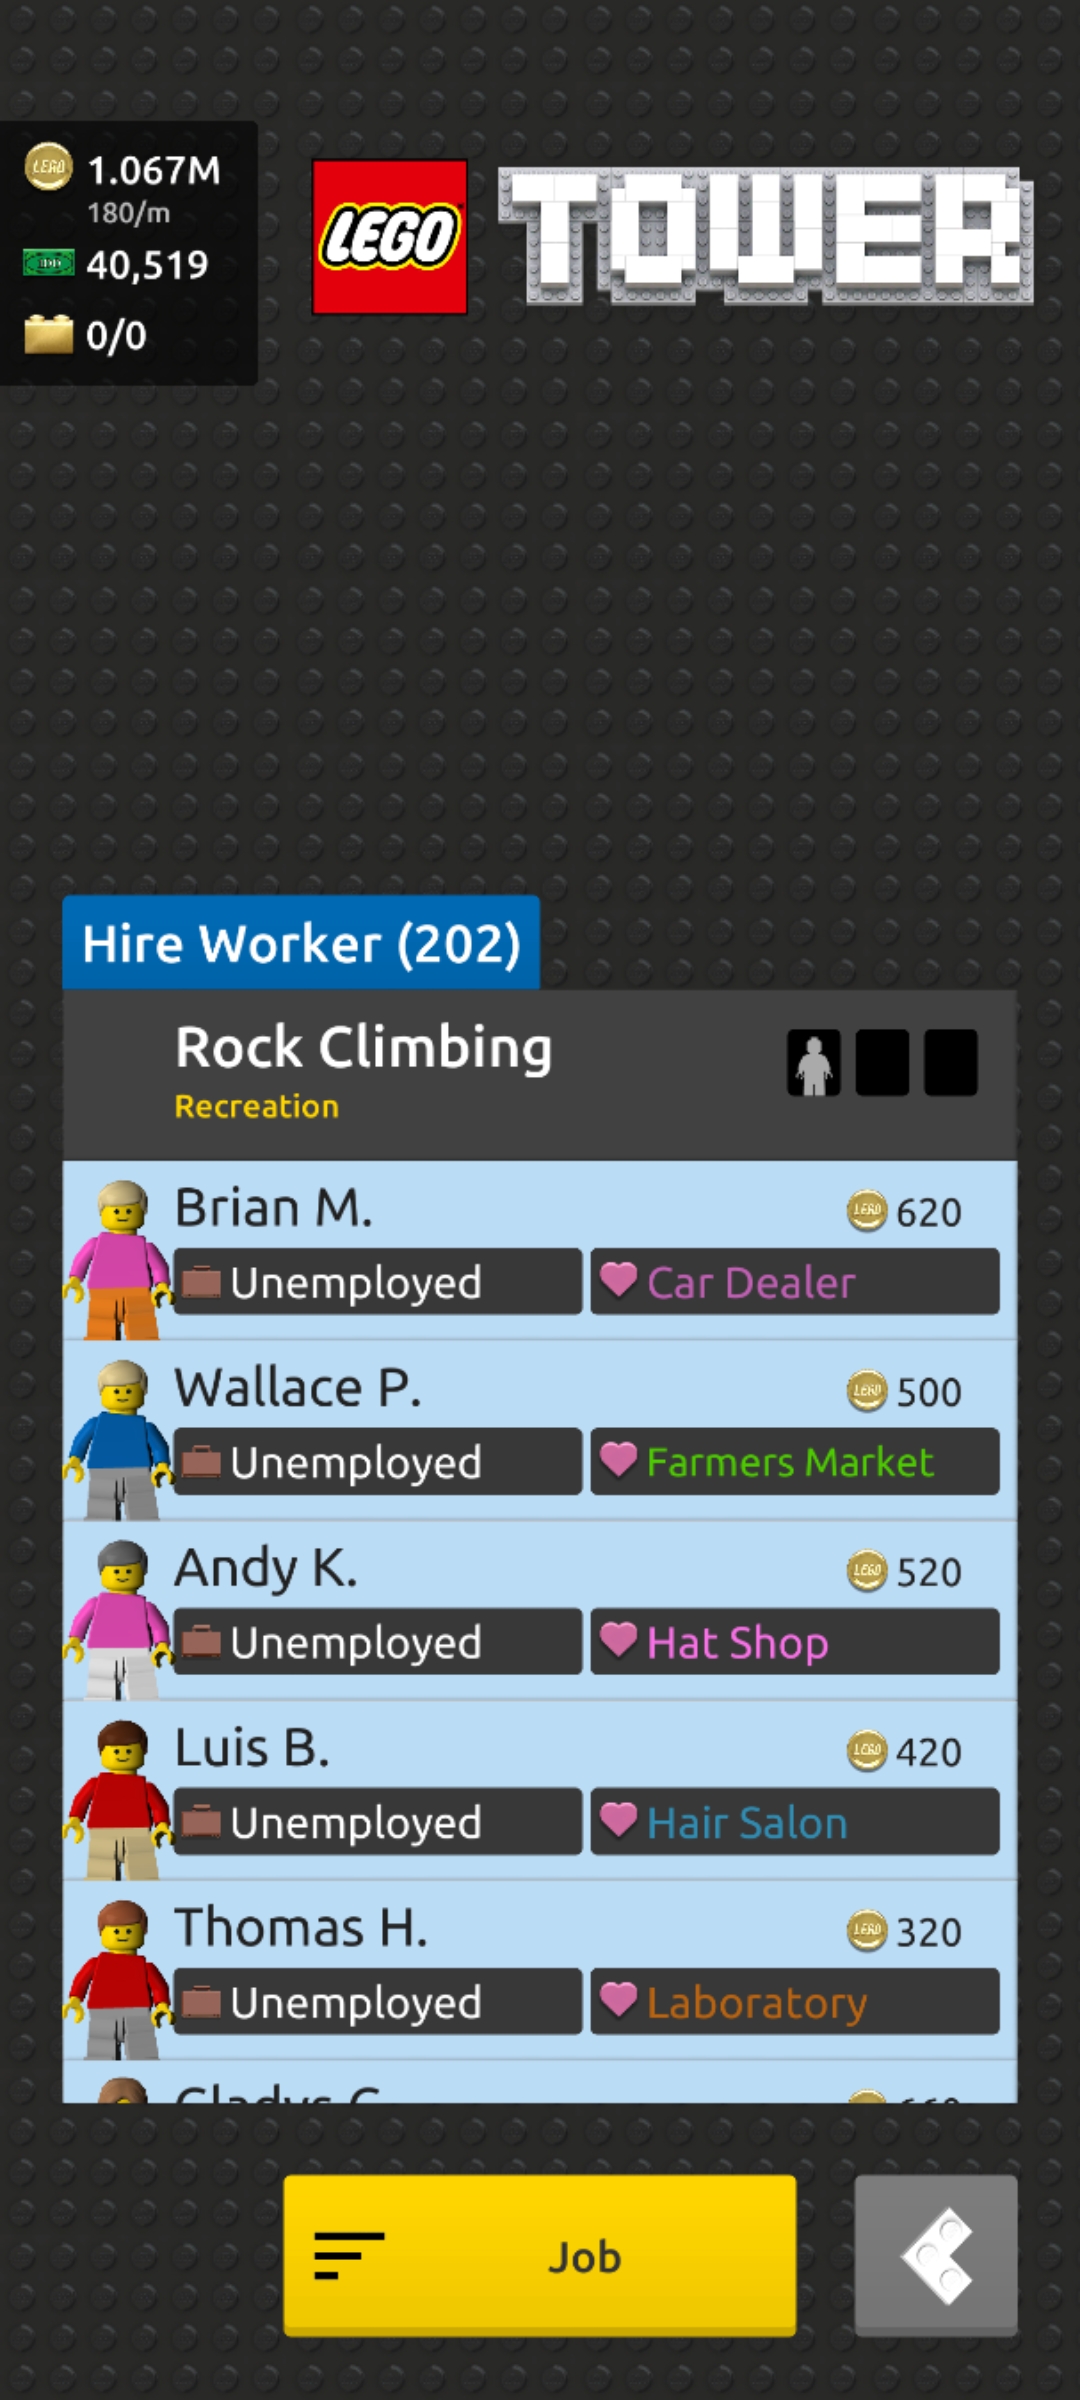 1.067M
180/m
40,519
0/0
LEGO TOWER
Hire Worker (202)
Rock Climbing
Recreation
Brian M. 620
Unemployed Car Dealer
Wallace P. 500
Unemployed Farmers Market
Andy K. 520
Unemployed Hat Shop
Luis B. 420
Unemployed Hair Salon
Thomas H. 320
Unemployed Laboratory
Job